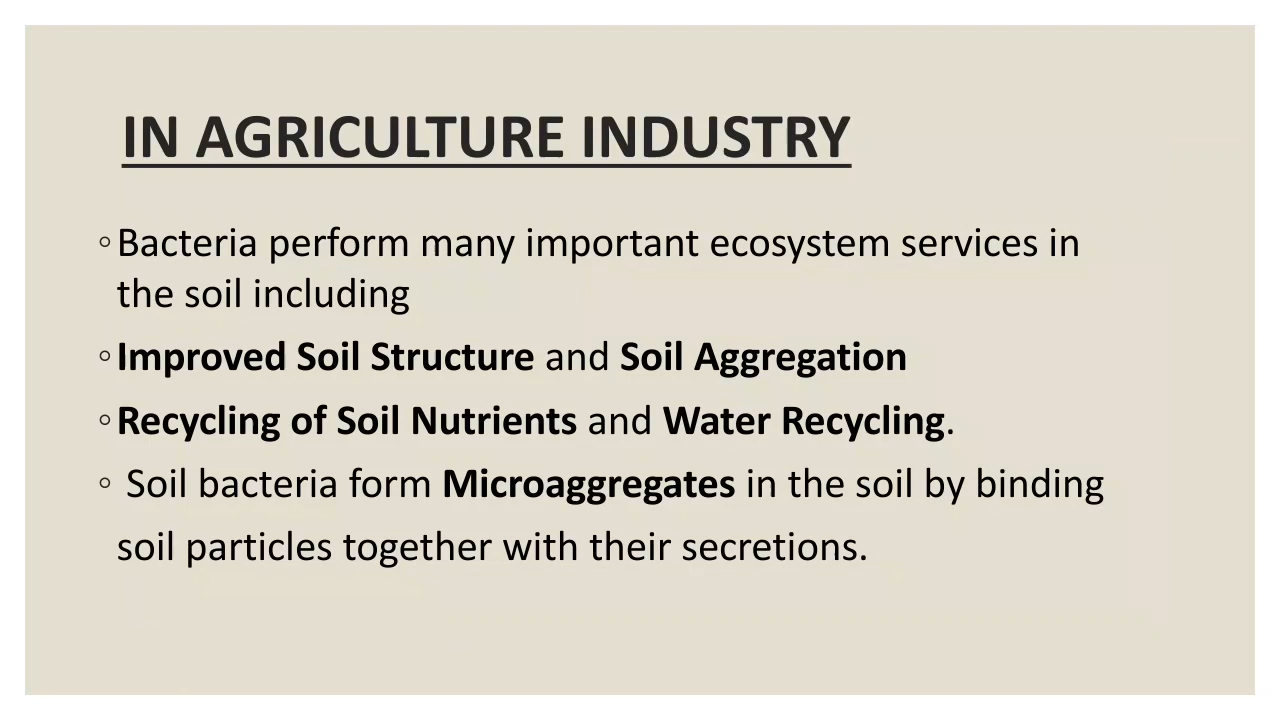 IN AGRICULTURE INDUSTRY
◦Bacteria perform many important ecosystem services in
the soil including
◦Improved Soil Structure and Soil Aggregation
◦Recycling of Soil Nutrients and Water Recycling.
◦ Soil bacteria form Microaggregates in the soil by binding
soil particles together with their secretions.